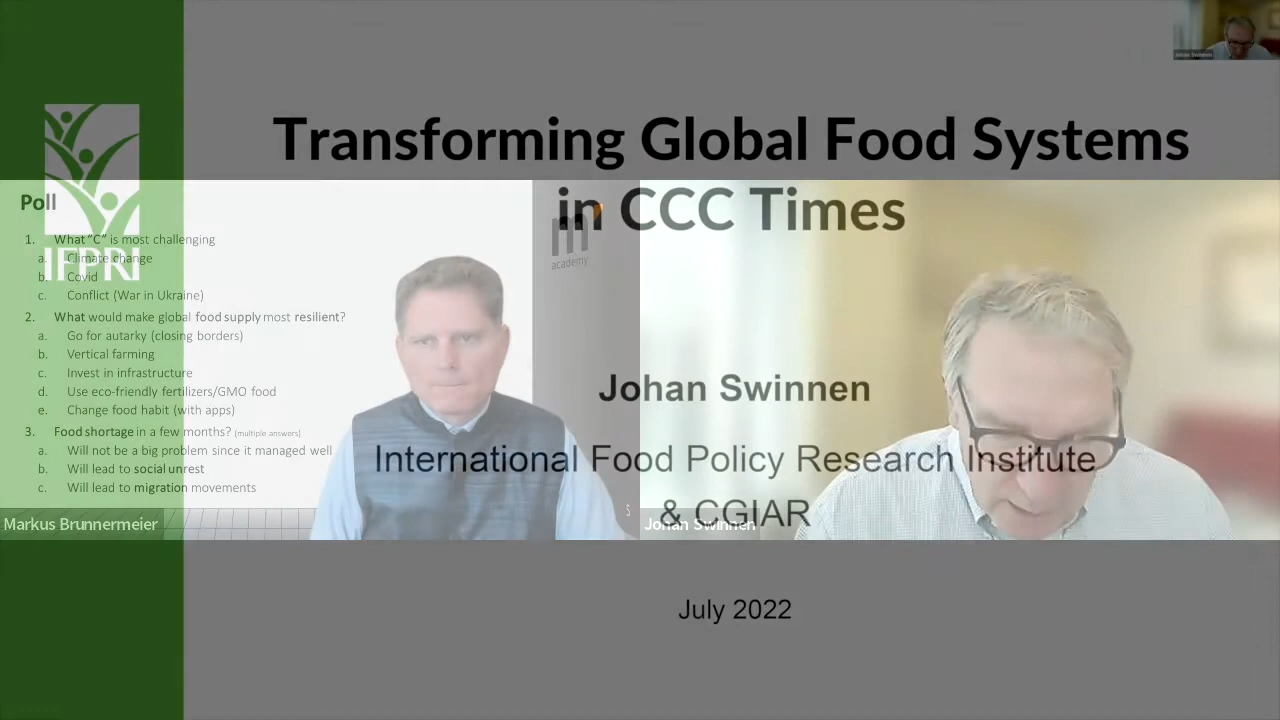 Johan Swinnen
IFPRI
Transforming Global Food Systems
in CCC Times
Johan Swinnen
International Food Policy Research Institute
& CGIAR
July 2022
Poll
1. What “C” is most challenging
a. Climate change
b. Covid
c. Conflict (War in Ukraine)
2. What would make global food supply most resilient?
a. Go for autarky (closing borders)
b. Vertical farming
c. Invest in infrastructure
d. Use eco-friendly fertilizers/GMO food
e. Change food habit (with apps)
3. Food shortage in a few months? (multiple answers)
a. Will not be a big problem since it managed well
b. Will lead to social unrest
c. Will lead to migration movements
m
academy
s
Markus Brunnermeier
Johan Swinnen